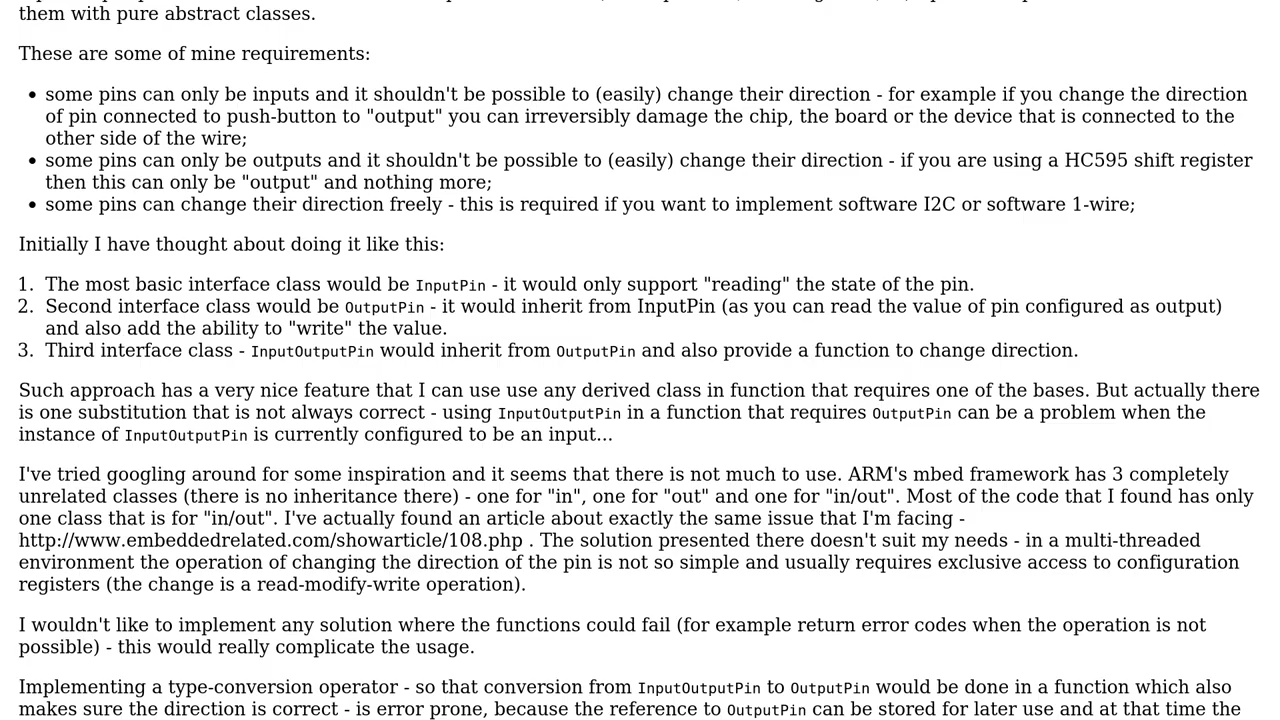 them with pure abstract classes.
These are some of mine requirements:
• some pins can only be inputs and it shouldn't be possible to (easily) change their direction - for example if you change the direction
of pin connected to push-button to "output" you can irreversibly damage the chip, the board or the device that is connected to the
other side of the wire;
• some pins can only be outputs and it shouldn't be possible to (easily) change their direction - if you are using a HC595 shift register
then this can only be "output" and nothing more;
• some pins can change their direction freely - this is required if you want to implement software I2C or software 1-wire;
Initially I have thought about doing it like this:
1. The most basic interface class would be InputPin - it would only support "reading" the state of the pin.
2. Second interface class would be OutputPin - it would inherit from InputPin (as you can read the value of pin configured as output)
and also add the ability to "write" the value.
3. Third interface class - InputOutputPin would inherit from OutputPin and also provide a function to change direction.
Such approach has a very nice feature that I can use use any derived class in function that requires one of the bases. But actually there
is one substitution that is not always correct - using InputOutputPin in a function that requires OutputPin can be a problem when the
instance of InputOutputPin is currently configured to be an input...
I've tried googling around for some inspiration and it seems that there is not much to use. ARM's mbed framework has 3 completely
unrelated classes (there is no inheritance there) - one for "in", one for "out" and one for "in/out". Most of the code that I found has only
one class that is for "in/out". I've actually found an article about exactly the same issue that I'm facing -
http://www.embeddedrelated.com/showarticle/108.php . The solution presented there doesn't suit my needs - in a multi-threaded
environment the operation of changing the direction of the pin is not so simple and usually requires exclusive access to configuration
registers (the change is a read-modify-write operation).
I wouldn't like to implement any solution where the functions could fail (for example return error codes when the operation is not
possible) - this would really complicate the usage.
Implementing a type-conversion operator - so that conversion from InputOutputPin to OutputPin would be done in a function which also
makes sure the direction is correct - is error prone, because the reference to OutputPin can be stored for later use and at that time the